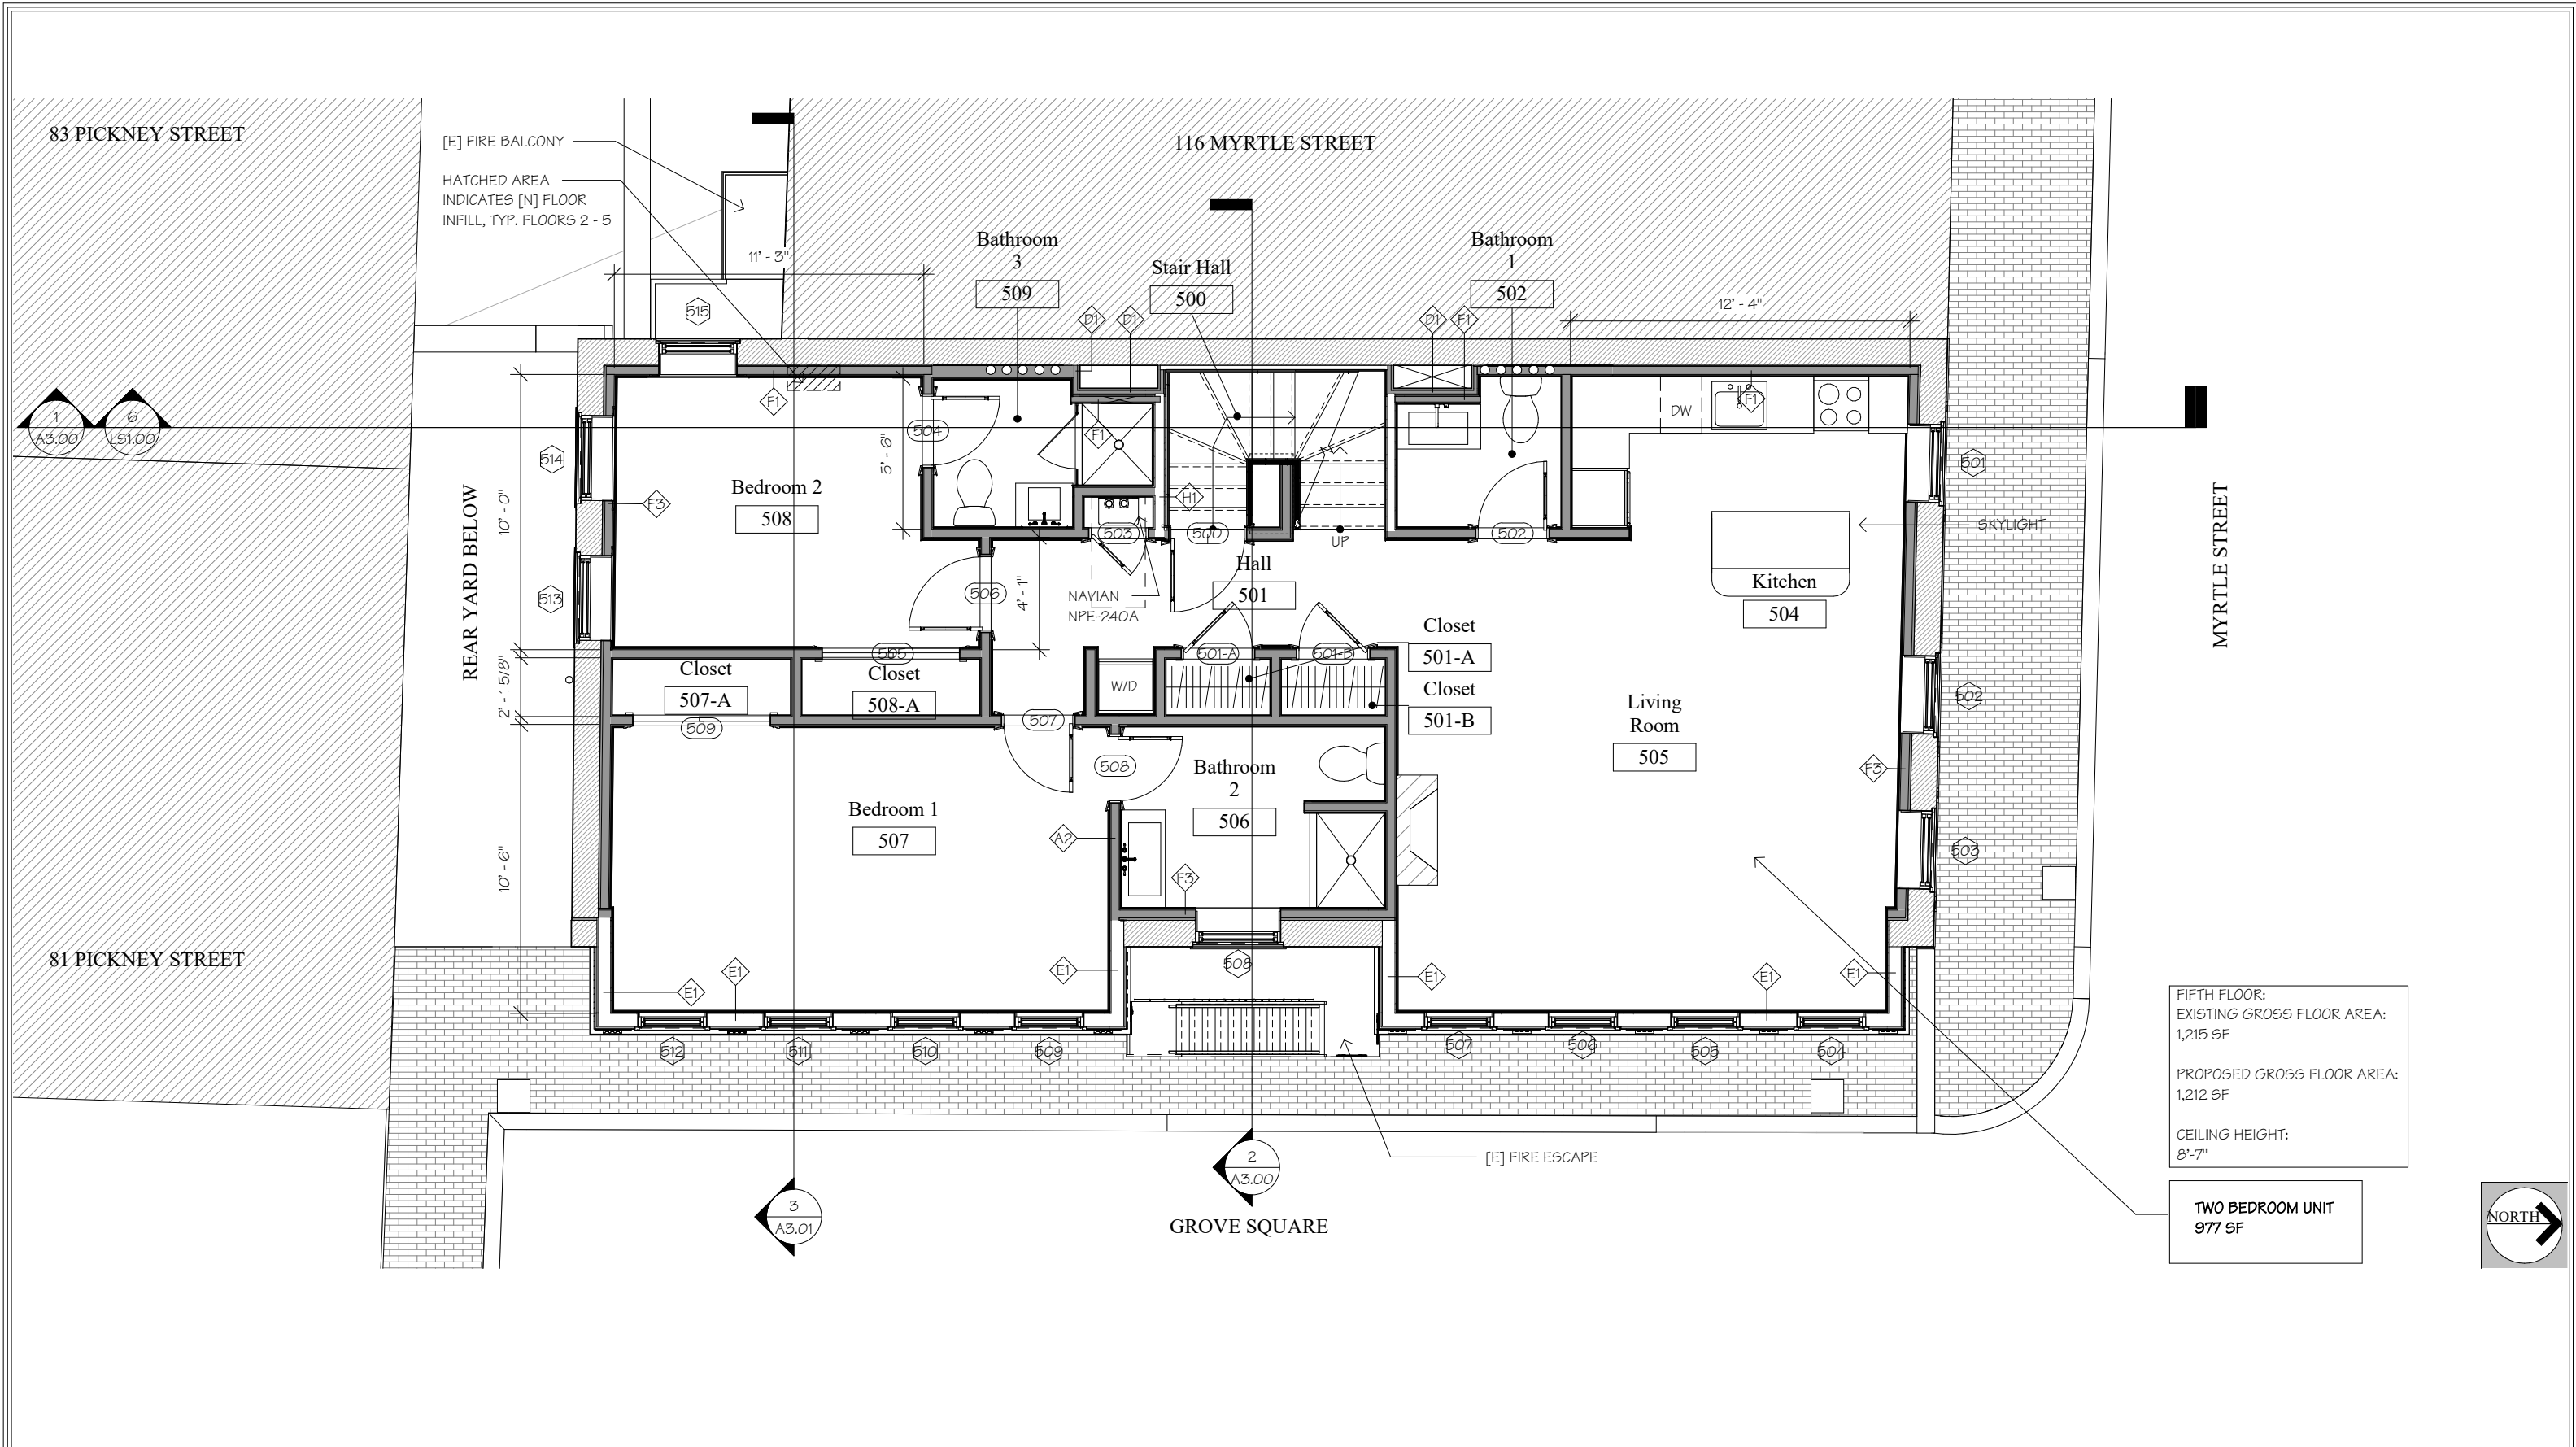 83 PICKNEY STREET
[E] FIRE BALCONY
116 MYRTLE STREET
HATCHED AREA
INDICATES [N] FLOOR
INFILL, TYP. FLOORS 2 - 5
11' - 3"
Bathroom
3
509
Stair Hall
500
Bathroom
1
502
12' - 4"
515
D1
D1
D1
F1
1
A3.00
6
LS1.00
F1
504
F1
DW
F1
514
5' - 6"
501
10' - 0"
Bedroom 2
508
F3
H1
REAR YARD BELOW
503
500
UP
502
SKYLIGHT
MYRTLE STREET
Hall
501
Kitchen
504
513
506
4' - 1"
NAVIAN
NPE-240A
Closet
501-A
505
501-A
501-B
2' - 1 5/8"
Closet
507-A
Closet
508-A
W/D
Closet
501-B
502
Living
Room
505
509
507
508
Bathroom
2
506
F3
Bedroom 1
507
A2
503
10' - 6"
F3
81 PICKNEY STREET
E1
E1
E1
508
E1
E1
E1
512
511
510
509
507
506
505
504
FIFTH FLOOR:
EXISTING GROSS FLOOR AREA:
1,215 SF
PROPOSED GROSS FLOOR AREA:
1,212 SF
CEILING HEIGHT:
8'-7"
[E] FIRE ESCAPE
2
A3.00
3
A3.01
GROVE SQUARE
TWO BEDROOM UNIT
977 SF
NORTH